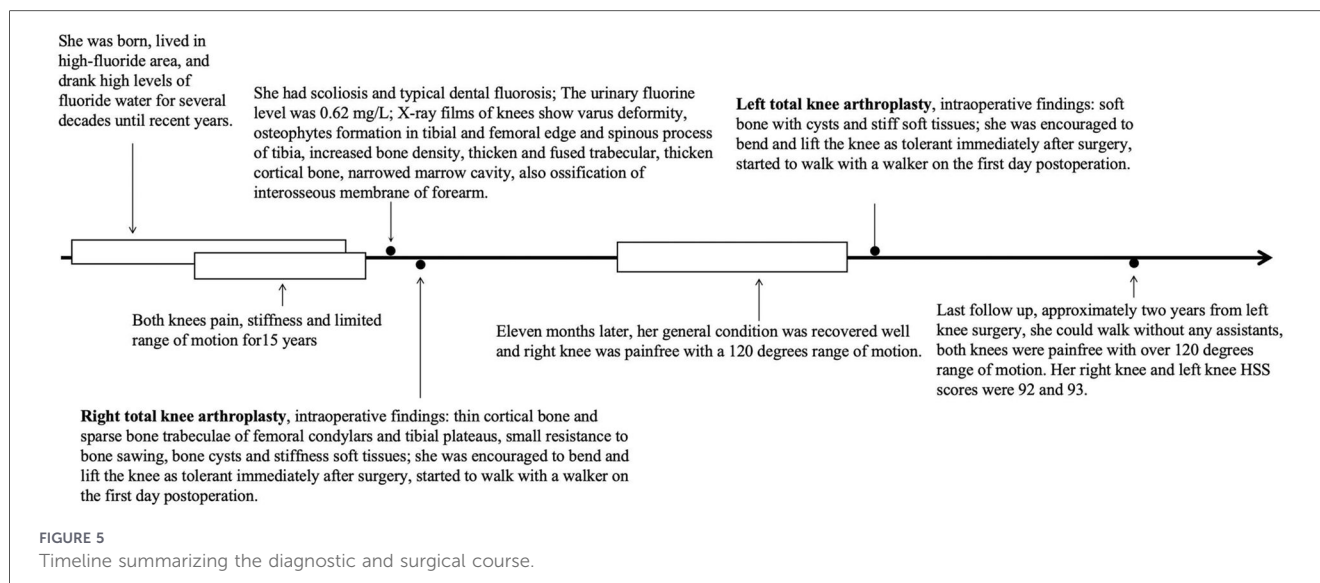 She was born, lived in
high-fluoride area, and
drank high levels of
fluoride water for several
decades until recent years.
She had scoliosis and typical dental fluorosis; The urinary fluorine
level was 0.62 mg/L; X-ray films of knees show varus deformity,
osteophytes formation in tibial and femoral edge and spinous process
of tibia, increased bone density, thicken and fused trabecular, thicken
cortical bone, narrowed marrow cavity, also ossification of
interosseous membrane of forearm.
Left total knee arthroplasty, intraoperative findings: soft
bone with cysts and stiff soft tissues; she was encouraged to
bend and lift the knee as tolerant immediately after surgery,
started to walk with a walker on the first day postoperation.
Both knees pain, stiffness and limited
range of motion for15 years
Eleven months later, her general condition was recovered well
and right knee was painfree with a 120 degrees range of motion.
Last follow up, approximately two years from left
knee surgery, she could walk without any assistants,
both knees were painfree with over 120 degrees
range of motion. Her right knee and left knee HSS
scores were 92 and 93.
Right total knee arthroplasty, intraoperative findings: thin cortical bone and
sparse bone trabeculae of femoral condylars and tibial plateaus, small resistance to
bone sawing, bone cysts and stiffness soft tissues; she was encouraged to bend and
lift the knee as tolerant immediately after surgery, started to walk with a walker on
the first day postoperation.
FIGURE 5
Timeline summarizing the diagnostic and surgical course.